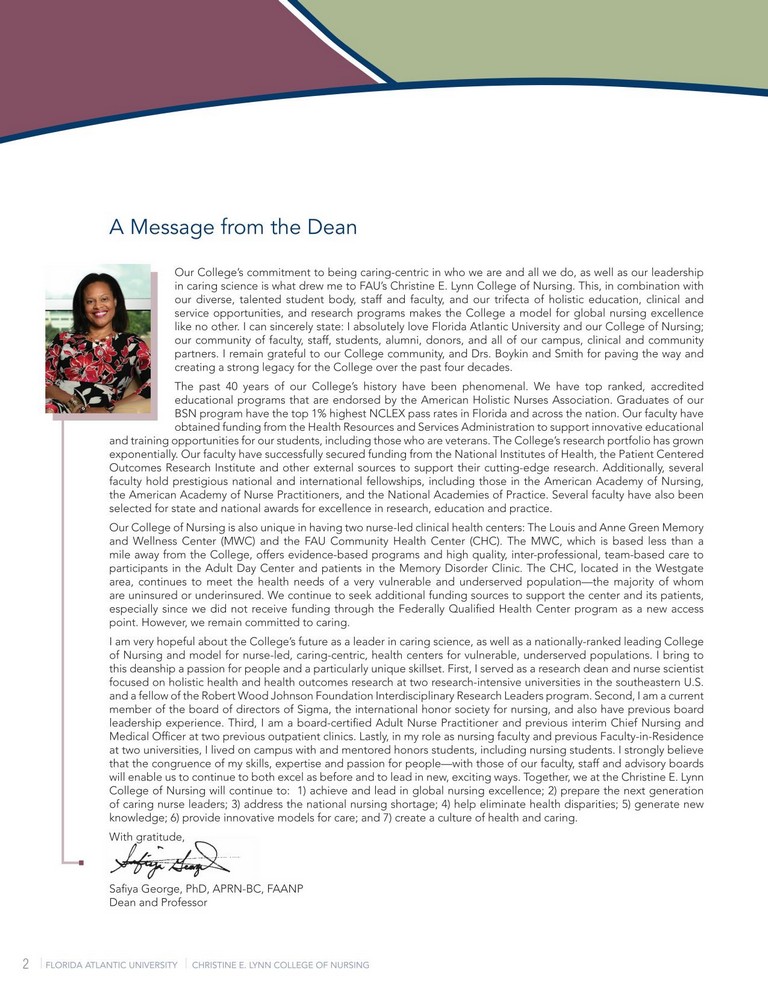 A Message from the Dean
Our College's commitment to being caring-centric in who we are and all we do, as well as our leadership
in caring science is what drew me to FAU's Christine E. Lynn College of Nursing. This, in combination with
our diverse, talented student body, staff and faculty, and our trifecta of holistic education, clinical and
service opportunities, and research programs makes the College a model for global nursing excellence
like no other. I can sincerely state: I absolutely love Florida Atlantic University and our College of Nursing;
our community of faculty, staff, students, alumni, donors, and all of our campus, clinical and community
partners. I remain grateful to our College community, and Drs. Boykin and Smith for paving the way and
creating a strong legacy for the College over the past four decades.
The past 40 years of our College's history have been phenomenal. We have top ranked, accredited
educational programs that are endorsed by the American Holistic Nurses Association. Graduates of our
BSN program have the top 1% highest NCLEX pass rates in Florida and across the nation. Our faculty have
obtained funding from the Health Resources and Services Administration to support innovative educational
and training opportunities for our students, including those who are veterans. The College's research portfolio has grown
exponentially. Our faculty have successfully secured funding from the National Institutes of Health, the Patient Centered
Outcomes Research Institute and other external sources to support their cutting-edge research. Additionally, several
faculty hold prestigious national and international fellowships, including those in the American Academy of Nursing,
the American Academy of Nurse Practitioners, and the National Academies of Practice. Several faculty have also been
selected for state and national awards for excellence in research, education and practice.
Our College of Nursing is also unique in having two nurse-led clinical health centers: The Louis and Anne Green Memory
and Wellness Center (MWC) and the FAU Community Health Center (CHC). The MWC, which is based less than a
mile away from the College, offers evidence-based programs and high quality, inter-professional, team-based care to
participants in the Adult Day Center and patients in the Memory Disorder Clinic. The CHC, located in the Westgate
area, continues to meet the health needs of a very vulnerable and underserved population—the majority of whom
are uninsured or underinsured. We continue to seek additional funding sources to support the center and its patients,
especially since we did not receive funding through the Federally Qualified Health Center program as a new access
point. However, we remain committed to caring.
I am very hopeful about the College's future as a leader in caring science, as well as a nationally-ranked leading College
of Nursing and model for nurse-led, caring-centric, health centers for vulnerable, underserved populations. I bring to
this deanship a passion for people and a particularly unique skillset. First, I served as a research dean and nurse scientist
focused on holistic health and health outcomes research at two research-intensive universities in the southeastern U.S.
and a fellow of the Robert Wood Johnson Foundation Interdisciplinary Research Leaders program. Second, I am a current
member of the board of directors of Sigma, the international honor society for nursing, and also have previous board
leadership experience. Third, I am a board-certified Adult Nurse Practitioner and previous interim Chief Nursing and
Medical Officer at two previous outpatient clinics. Lastly, in my role as nursing faculty and previous Faculty-in-Residence
at two universities, I lived on campus with and mentored honors students, including nursing students. I strongly believe
that the congruence of my skills, expertise and passion for people—with those of our faculty, staff and advisory boards
will enable us to continue to both excel as before and to lead in new, exciting ways. Together, we at the Christine E. Lynn
College of Nursing will continue to: 1) achieve and lead in global nursing excellence; 2) prepare the next generation
of caring nurse leaders; 3) address the national nursing shortage; 4) help eliminate health disparities; 5) generate new
knowledge; 6) provide innovative models for care; and 7) create a culture of health and caring.
With gratitude,
Safiya George
Safiya George, PhD, APRN-BC, FAANP
Dean and Professor
2 FLORIDA ATLANTIC UNIVERSITY CHRISTINE E. LYNN COLLEGE OF NURSING